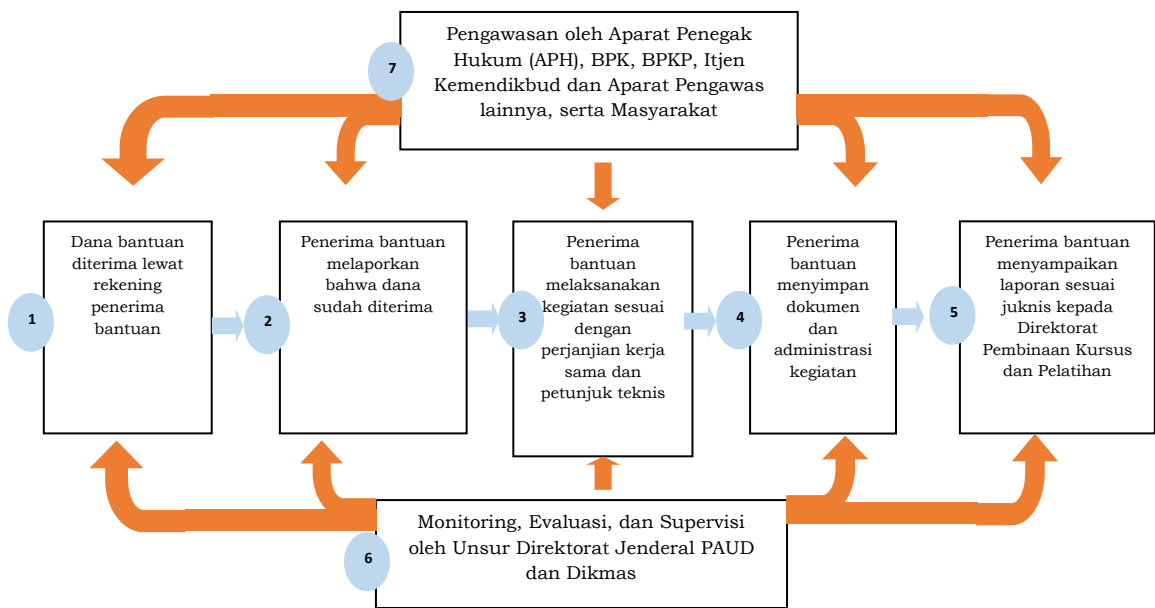 Pengawasan oleh Aparat Penegak
Hukum (APH), BPK, BPKP, Itjen
Kemendikbud dan Aparat Pengawas
lainnya, serta Masyarakat
7
Dana bantuan
diterima lewat
rekening
penerima
bantuan
1
Penerima bantuan
melaporkan
bahwa dana
sudah diterima
2
Penerima
bantuan
melaksanakan
kegiatan sesuai
dengan
perjanjian kerja
sama dan
petunjuk teknis
3
Penerima
bantuan
menyimpan
dokumen
dan
administrasi
kegiatan
4
Penerima bantuan
menyampaikan
laporan sesuai
juknis kepada
Direktorat
Pembinaan Kursus
dan Pelatihan
5
Monitoring, Evaluasi, dan Supervisi
oleh Unsur Direktorat Jenderal PAUD
dan Dikmas
6